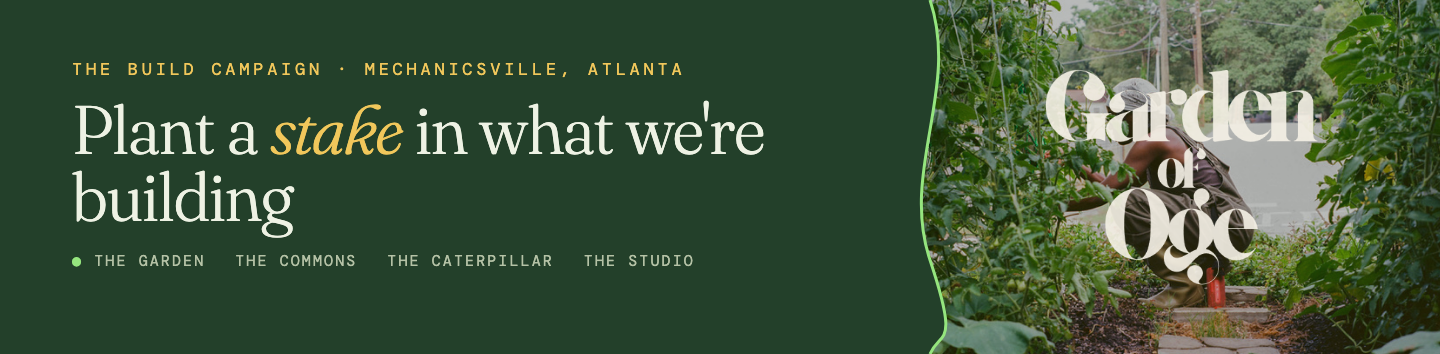 THE BUILD CAMPAIGN · MECHANICSVILLE, ATLANTA
Plant a stake in what we're
building
THE GARDEN THE COMMONS THE CATERPILLAR THE STUDIO
Garden
of
Oge